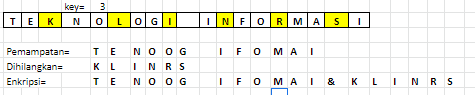 key= 3
T E K N O L O G I I N F O R M A S I
Pemampatan= T E N O O G I F O M A I
Dihilangkan= K L I N R S
Enkripsi= T E N O O G I F O M A I & K L I N R S